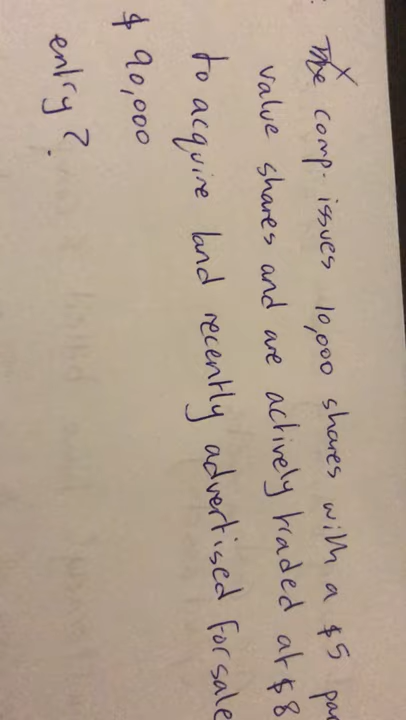 The comp. issues 10,000 shares with a $5 par
value shares and are actively traded at $8
to acquire land recently advertised for sale
$ 90,000
entry?